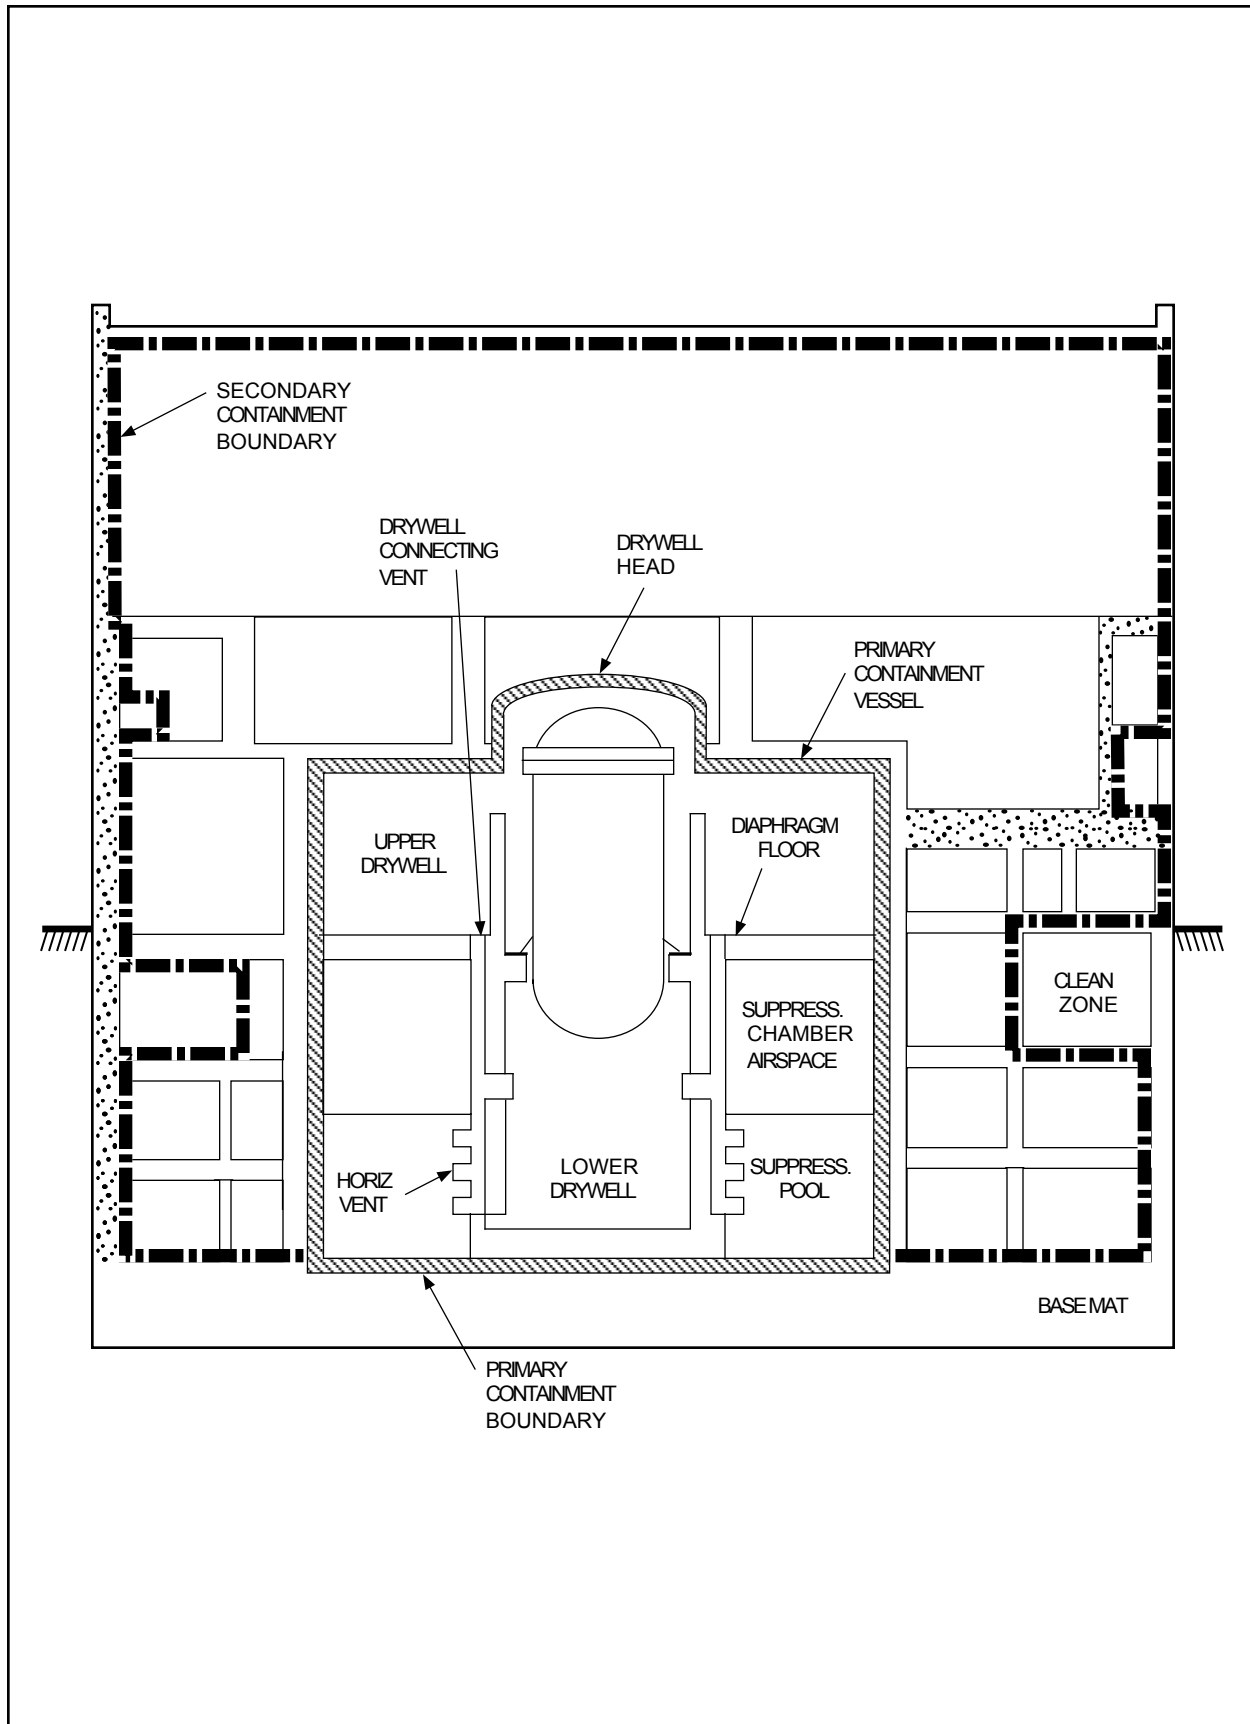 SECONDARY
CONTAINMENT
BOUNDARY
DRYWELL
CONNECTING
VENT
DRYWELL
HEAD
PRIMARY
CONTAINMENT
VESSEL
UPPER
DRYWELL
DIAPHRAGM
FLOOR
CLEAN
ZONE
SUPPRESS.
CHAMBER
AIRSPACE
HORIZ
VENT
LOWER
DRYWELL
SUPPRESS.
POOL
BASE MAT
PRIMARY
CONTAINMENT
BOUNDARY